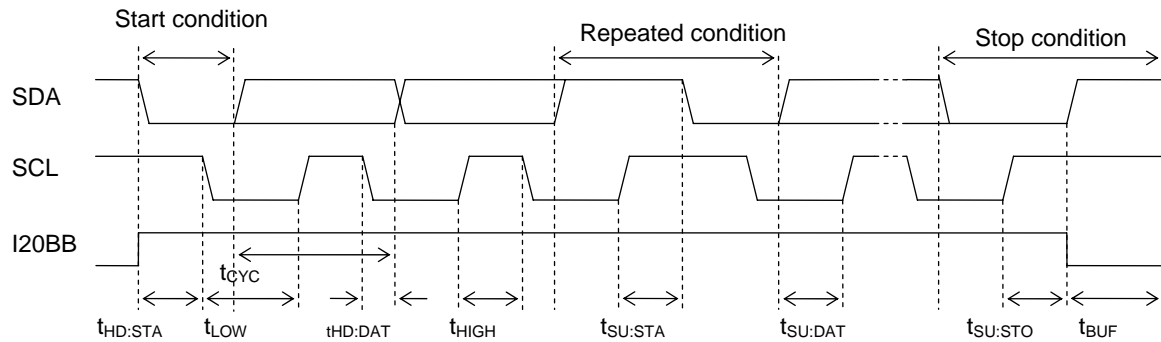 Start condition
Repeated condition
Stop condition
SDA
SCL
I20BB
tCYC
tHD:STA
tLOW
tHD:DAT
tHIGH
tSU:STA
tSU:DAT
tSU:STO
tBUF